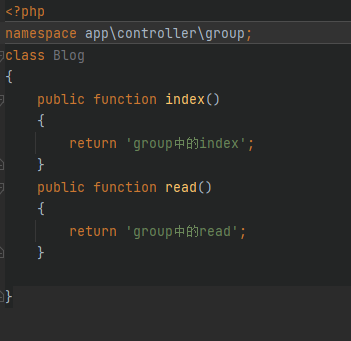 <?php
namespace app\controller\group;
class Blog
{
    public function index()
    {
        return 'group中的index';
    }
    public function read()
    {
        return 'group中的read';
    }

}